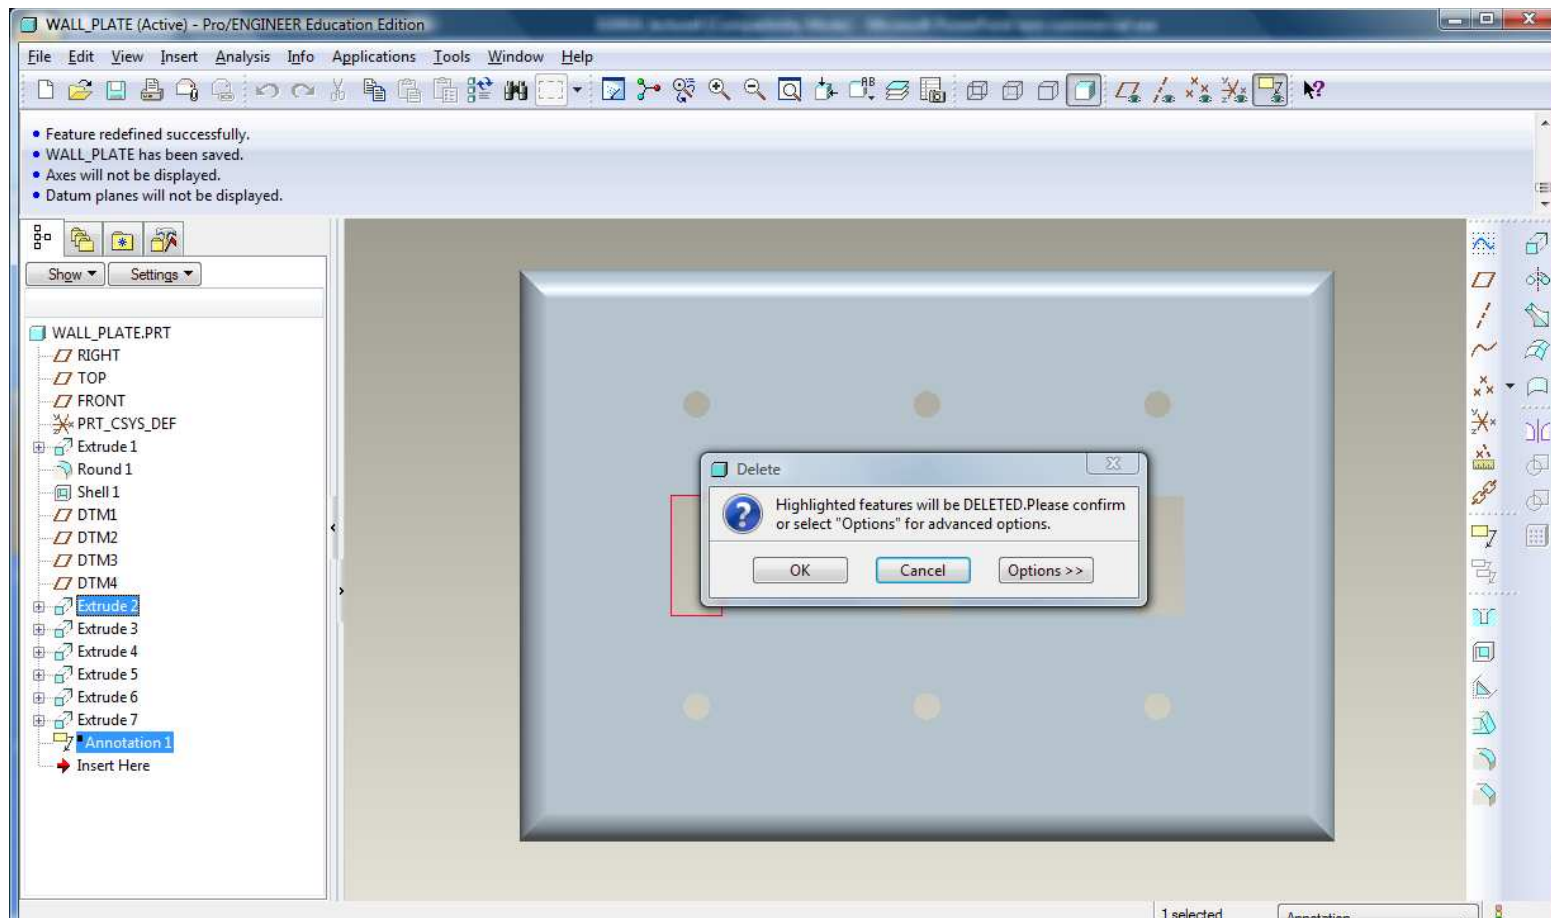 WALL_PLATE (Active) - Pro/ENGINEER Education Edition
File Edit View Insert Analysis Info Applications Tools Window Help
• Feature redefined successfully.
• WALL_PLATE has been saved.
• Axes will not be displayed.
• Datum planes will not be displayed.
Show Settings
WALL_PLATE.PRT
RIGHT
TOP
FRONT
PRT_CSYS_DEF
Extrude 1
Round 1
Shell 1
DTM1
DTM2
DTM3
DTM4
Extrude 2
Extrude 3
Extrude 4
Extrude 5
Extrude 6
Extrude 7
Annotation 1
Insert Here
Delete
Highlighted features will be DELETED.Please confirm
or select "Options" for advanced options.
OK Cancel Options >>
1 selected Annotation